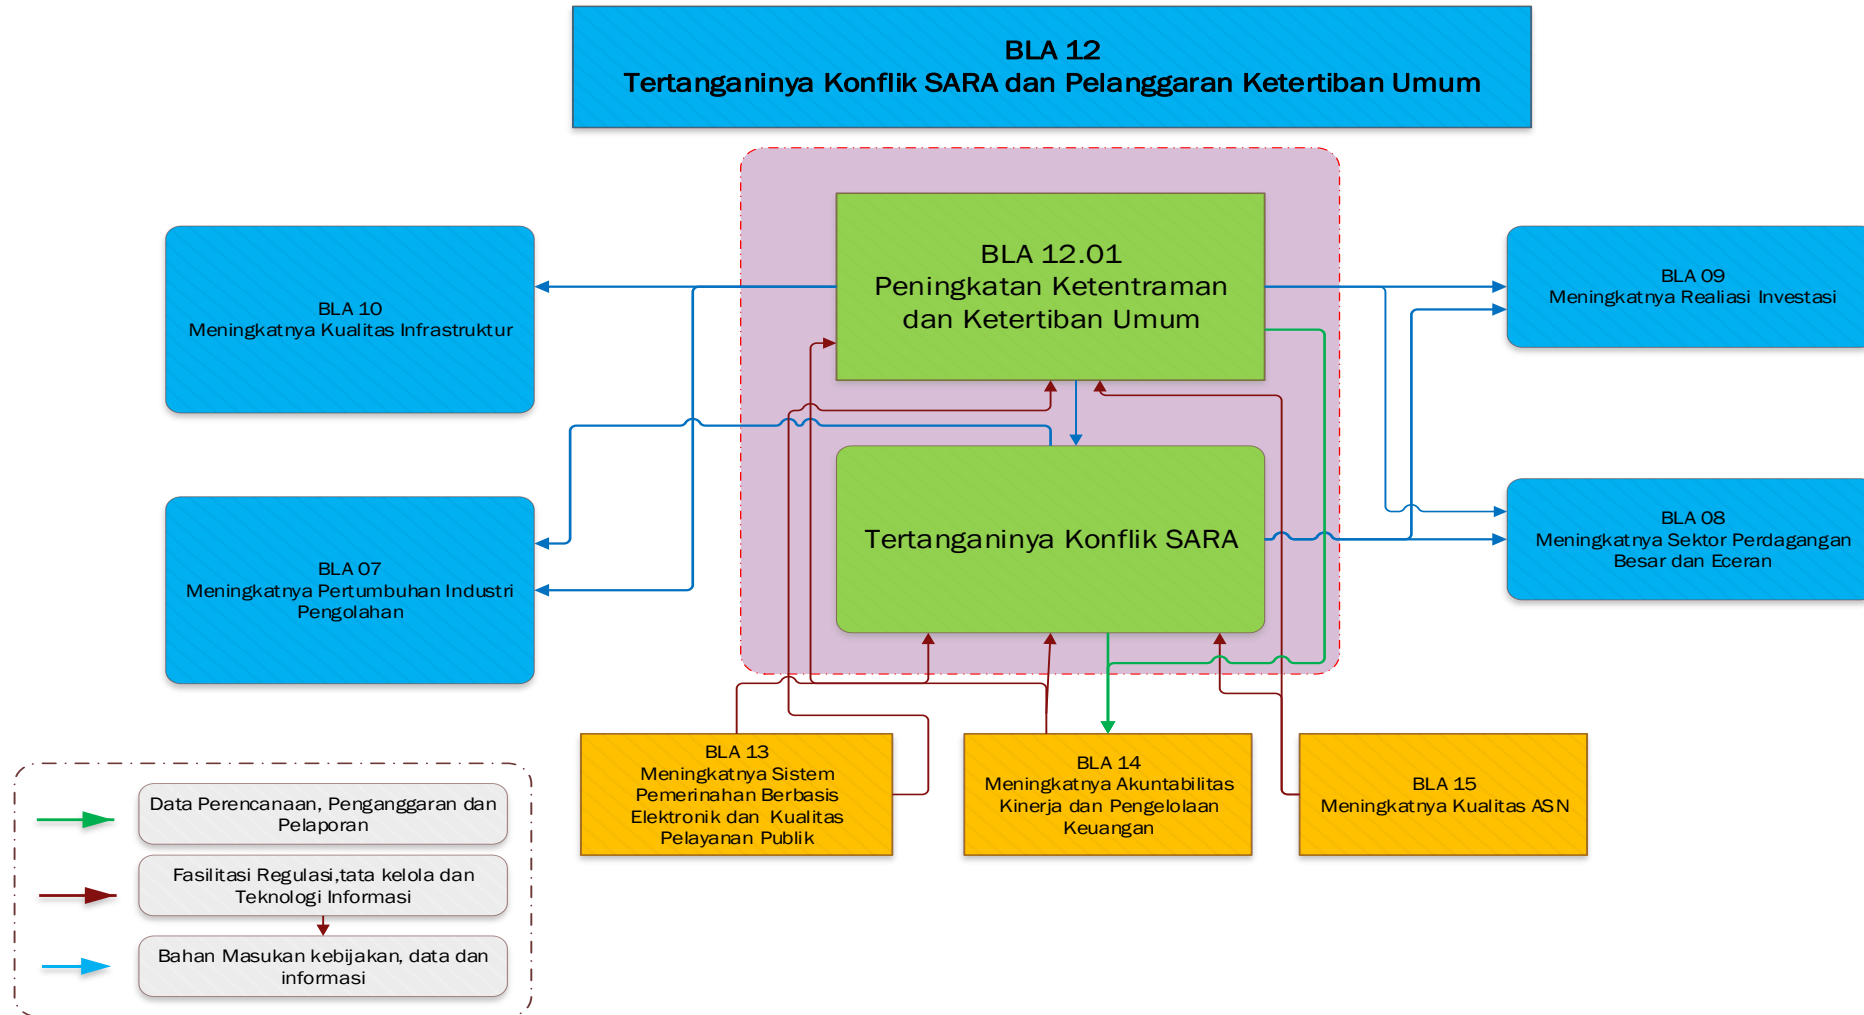 BLA 12
Tertanganinya Konflik SARA dan Pelanggaran Ketertiban Umum
BLA 12.01
Peningkatan Ketentraman
dan Ketertiban Umum
BLA 10
Meningkatnya Kualitas Infrastruktur
BLA 09
Meningkatnya Realiasi Investasi
Tertanganinya Konflik SARA
BLA 07
Meningkatnya Pertumbuhan Industri
Pengolahan
BLA 08
Meningkatnya Sektor Perdagangan
Besar dan Eceran
BLA 13
Meningkatnya Sistem
Pemerinahan Berbasis
Elektronik dan Kualitas
Pelayanan Publik
BLA 14
Meningkatnya Akuntabilitas
Kinerja dan Pengelolaan
Keuangan
BLA 15
Meningkatnya Kualitas ASN
Data Perencanaan, Penganggaran dan
Pelaporan
Fasilitasi Regulasi,tata kelola dan
Teknologi Informasi
Bahan Masukan kebijakan, data dan
informasi